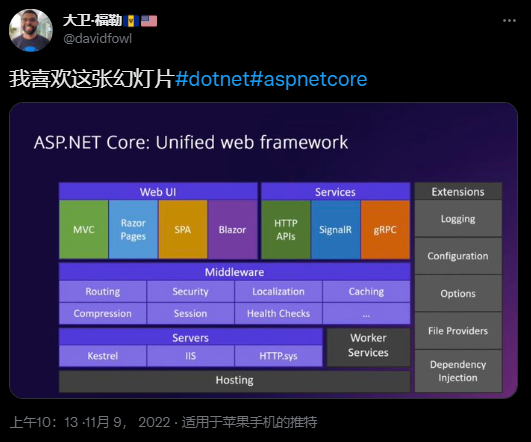 大卫·福勒🇧🇧🇺🇸
@davidfowl
我喜欢这张幻灯片#dotnet#aspnetcore
ASP.NET Core: Unified web framework
Web UI
MVC
Razor
Pages
SPA
Blazor
Services
HTTP
APIs
SignalR
gRPC
Middleware
Routing
Security
Localization
Caching
Compression
Session
Health Checks
...
Servers
Kestrel
IIS
HTTP.sys
Worker
Services
Hosting
Extensions
Logging
Configuration
Options
File Providers
Dependency
Injection
上午10：13 ·11月 9， 2022 · 适用于苹果手机的推特